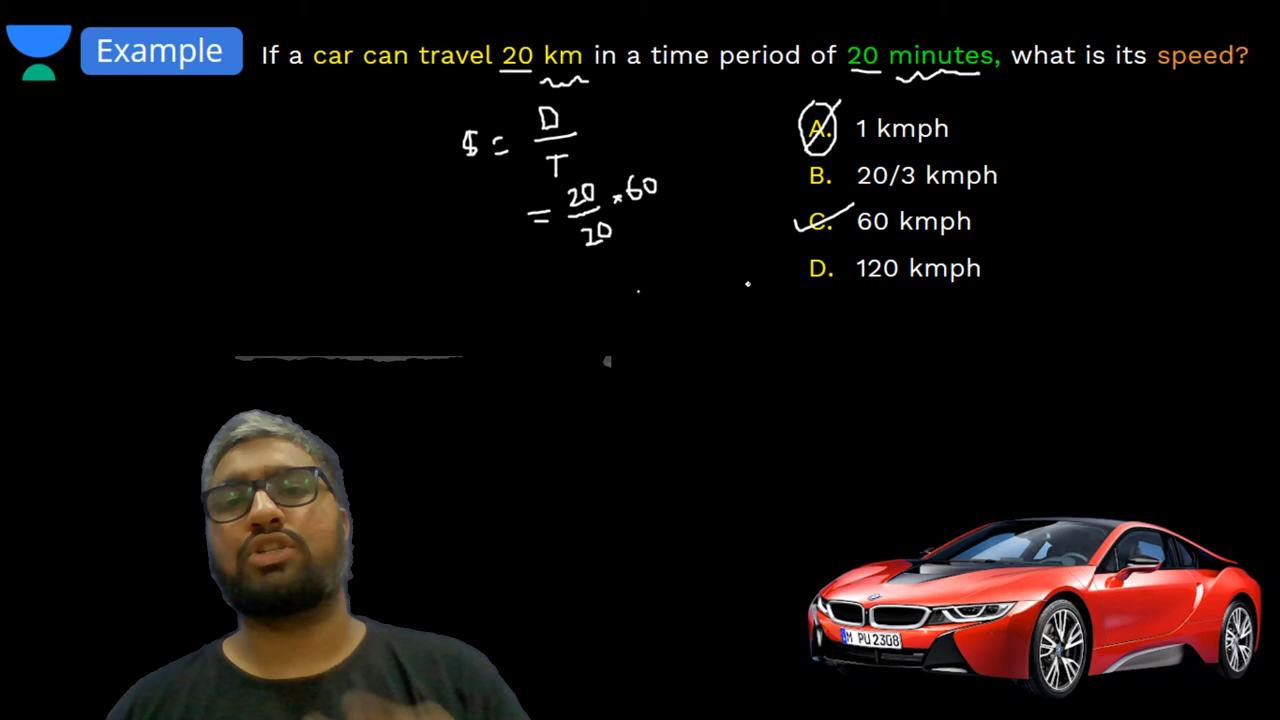 Example If a car can travel 20 km in a time period of 20 minutes, what is its speed?
S = D / T
= 20 / 20 * 60
A. 1 kmph
B. 20/3 kmph
C. 60 kmph
D. 120 kmph
M PU 2308